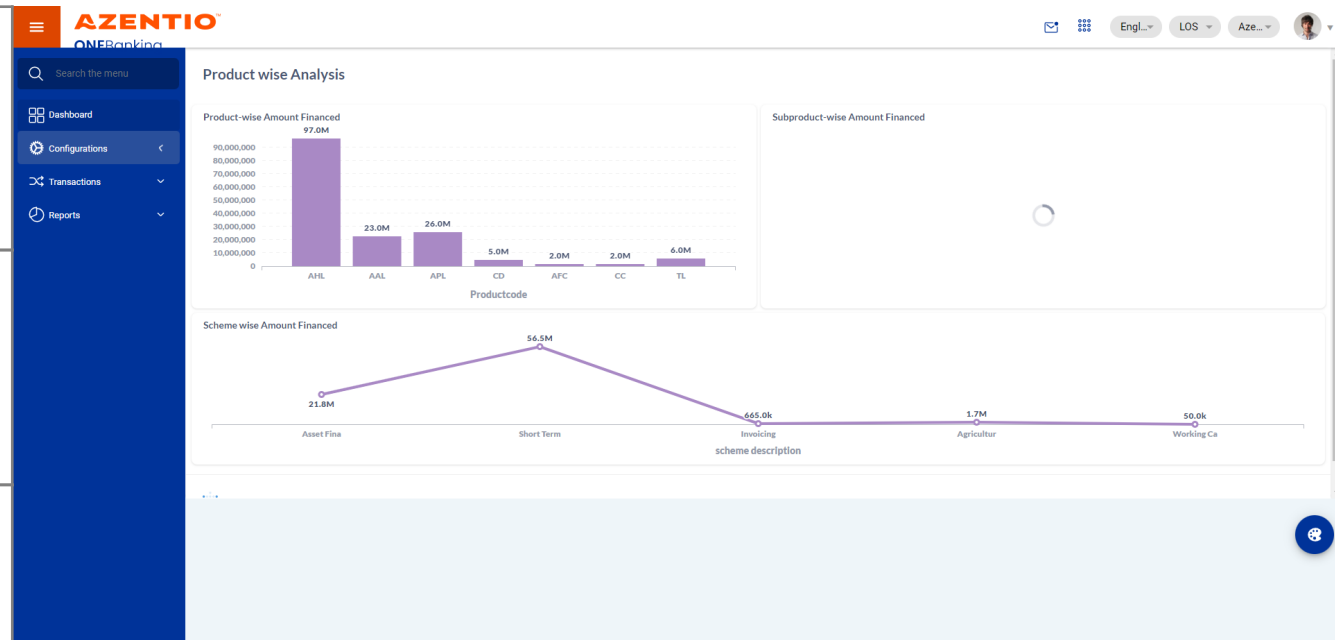 AZENTIO
ONEBanking
Engl...
LOS
Aze...
Search the menu
Dashboard
Configurations
Transactions
Reports
Product wise Analysis
Product-wise Amount Financed
97.0M
90,000,000
80,000,000
70,000,000
60,000,000
50,000,000
40,000,000
30,000,000
20,000,000
10,000,000
0
23.0M
26.0M
5.0M
2.0M
2.0M
6.0M
AHL AAL APL CD AFC CC TL
Productcode
Subproduct-wise Amount Financed
Scheme wise Amount Financed
56.5M
21.8M
665.0k
1.7M
50.0k
Asset Fina Short Term Invoicing Agricultur Working Ca
scheme description